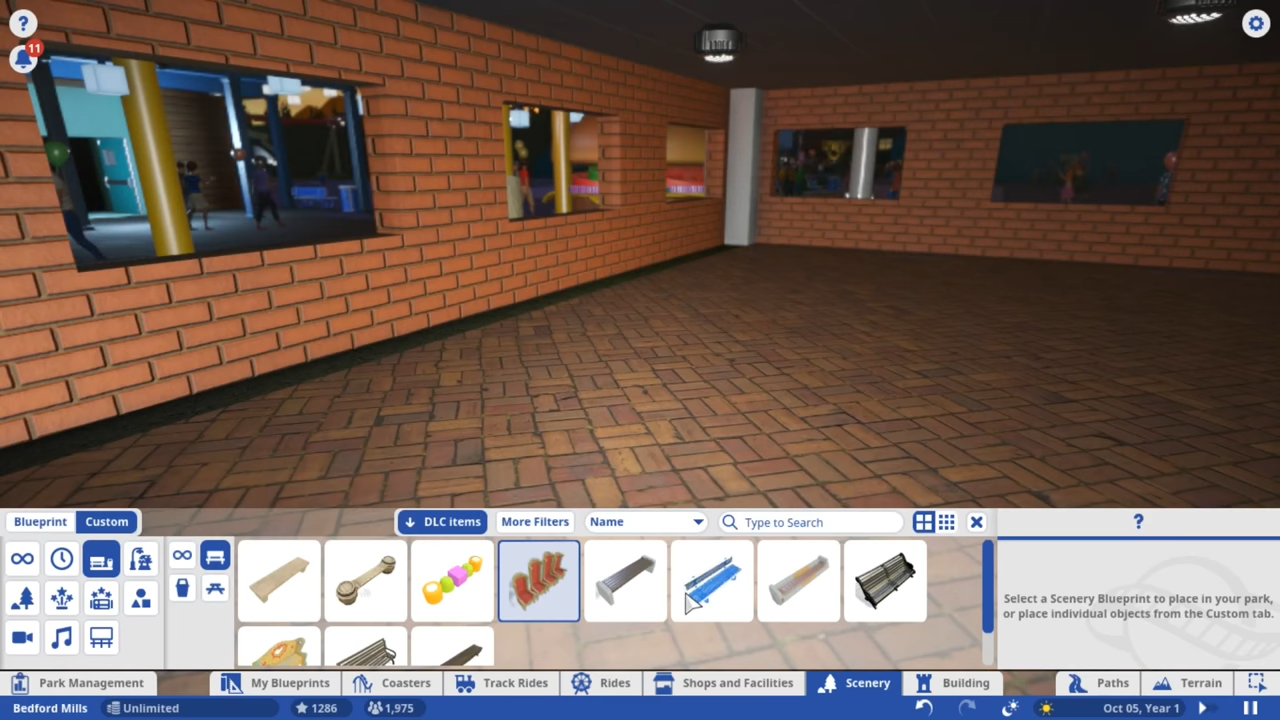 ?
11
Blueprint
Custom
DLC items
More Filters
Name
Type to Search
?
Select a Scenery Blueprint to place in your park,
or place individual objects from the Custom tab.
Park Management
My Blueprints
Coasters
Track Rides
Rides
Shops and Facilities
Scenery
Building
Paths
Terrain
Bedford Mills
Unlimited
1286
1,975
Oct 05, Year 1